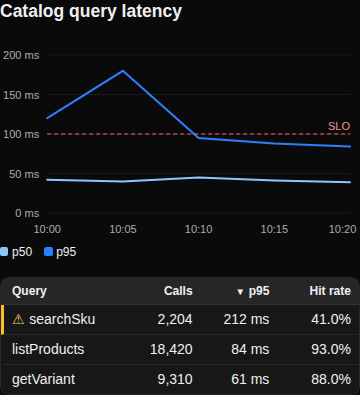 Catalog query latency
200 ms
150 ms
100 ms
SLO
50 ms
0 ms
10:00 10:05 10:10 10:15 10:20
p50 p95
Query Calls ▼ p95 Hit rate
⚠ searchSku 2,204 212 ms 41.0%
listProducts 18,420 84 ms 93.0%
getVariant 9,310 61 ms 88.0%